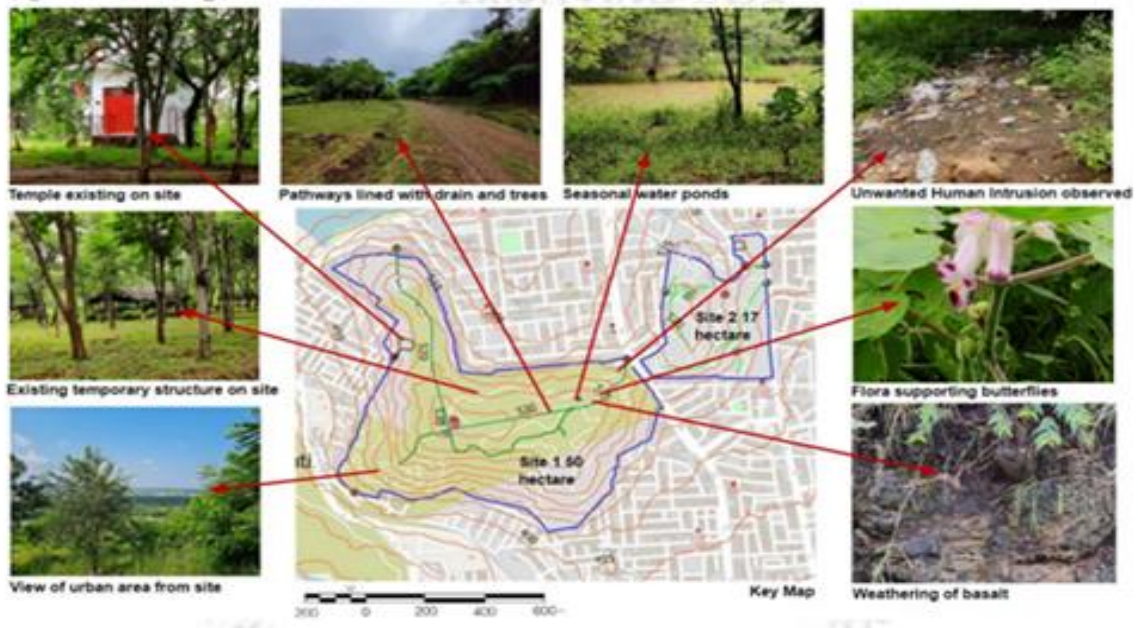 Temple existing on site
Pathways lined with drain and trees
Seasonal water ponds
Unwanted Human Intrusion observed
Existing temporary structure on site
Site 2 17
hectare
Flora supporting butterflies
530
Site 1 50
hectare
View of urban area from site
Key Map
Weathering of basalt
200 0 200 400 600